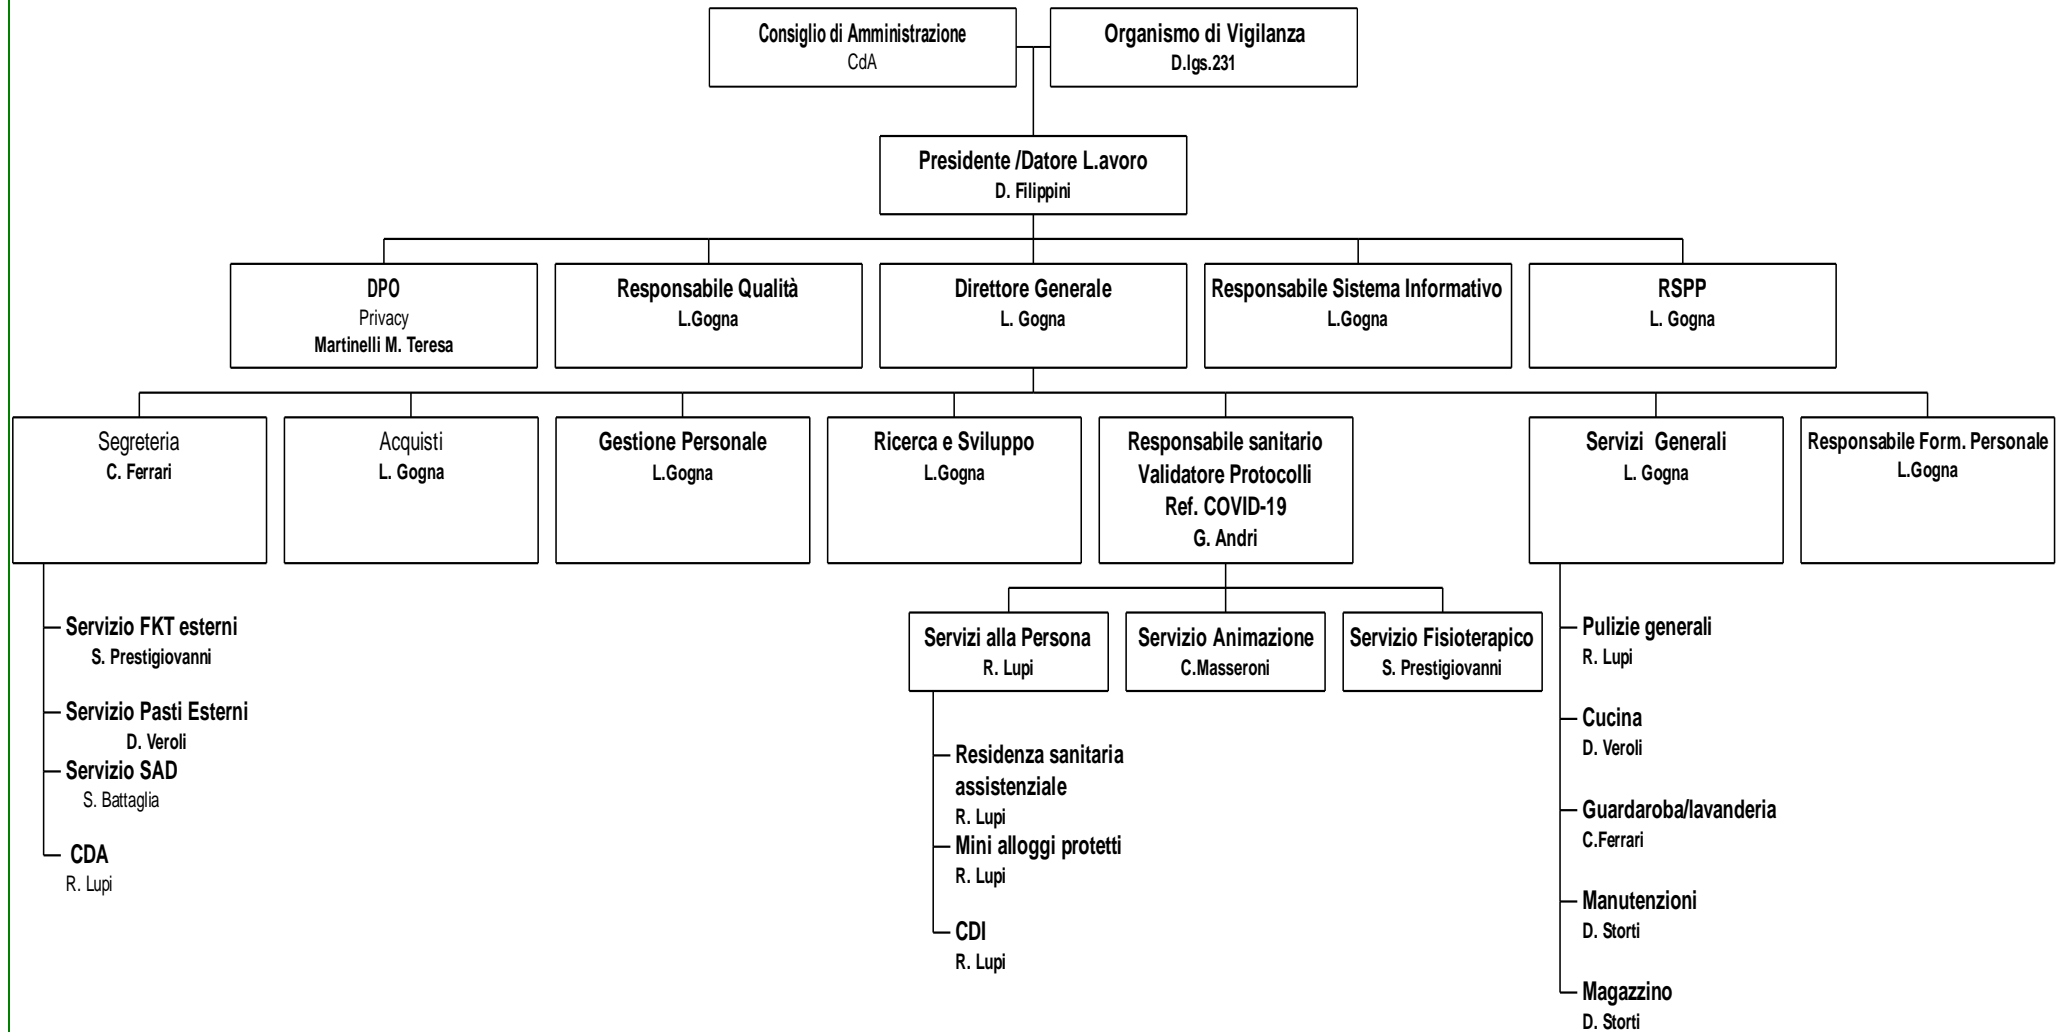 Consiglio di Amministrazione
CdA
Organismo di Vigilanza
D.lgs.231
Presidente /Datore L.avoro
D. Filippini
DPO
Privacy
Martinelli M. Teresa
Responsabile Qualità
L.Gogna
Direttore Generale
L. Gogna
Responsabile Sistema Informativo
L.Gogna
RSPP
L. Gogna
Segreteria
C. Ferrari
Acquisti
L. Gogna
Gestione Personale
L.Gogna
Ricerca e Sviluppo
L.Gogna
Responsabile sanitario
Validatore Protocolli
Ref. COVID-19
G. Andri
Servizi Generali
L. Gogna
Responsabile Form. Personale
L.Gogna
Servizio FKT esterni
S. Prestigiovanni
Servizio Pasti Esterni
D. Veroli
Servizio SAD
S. Battaglia
CDA
R. Lupi
Servizi alla Persona
R. Lupi
Servizio Animazione
C.Masseroni
Servizio Fisioterapico
S. Prestigiovanni
Residenza sanitaria
assistenziale
R. Lupi
Mini alloggi protetti
R. Lupi
CDI
R. Lupi
Pulizie generali
R. Lupi
Cucina
D. Veroli
Guardaroba/lavanderia
C.Ferrari
Manutenzioni
D. Storti
Magazzino
D. Storti